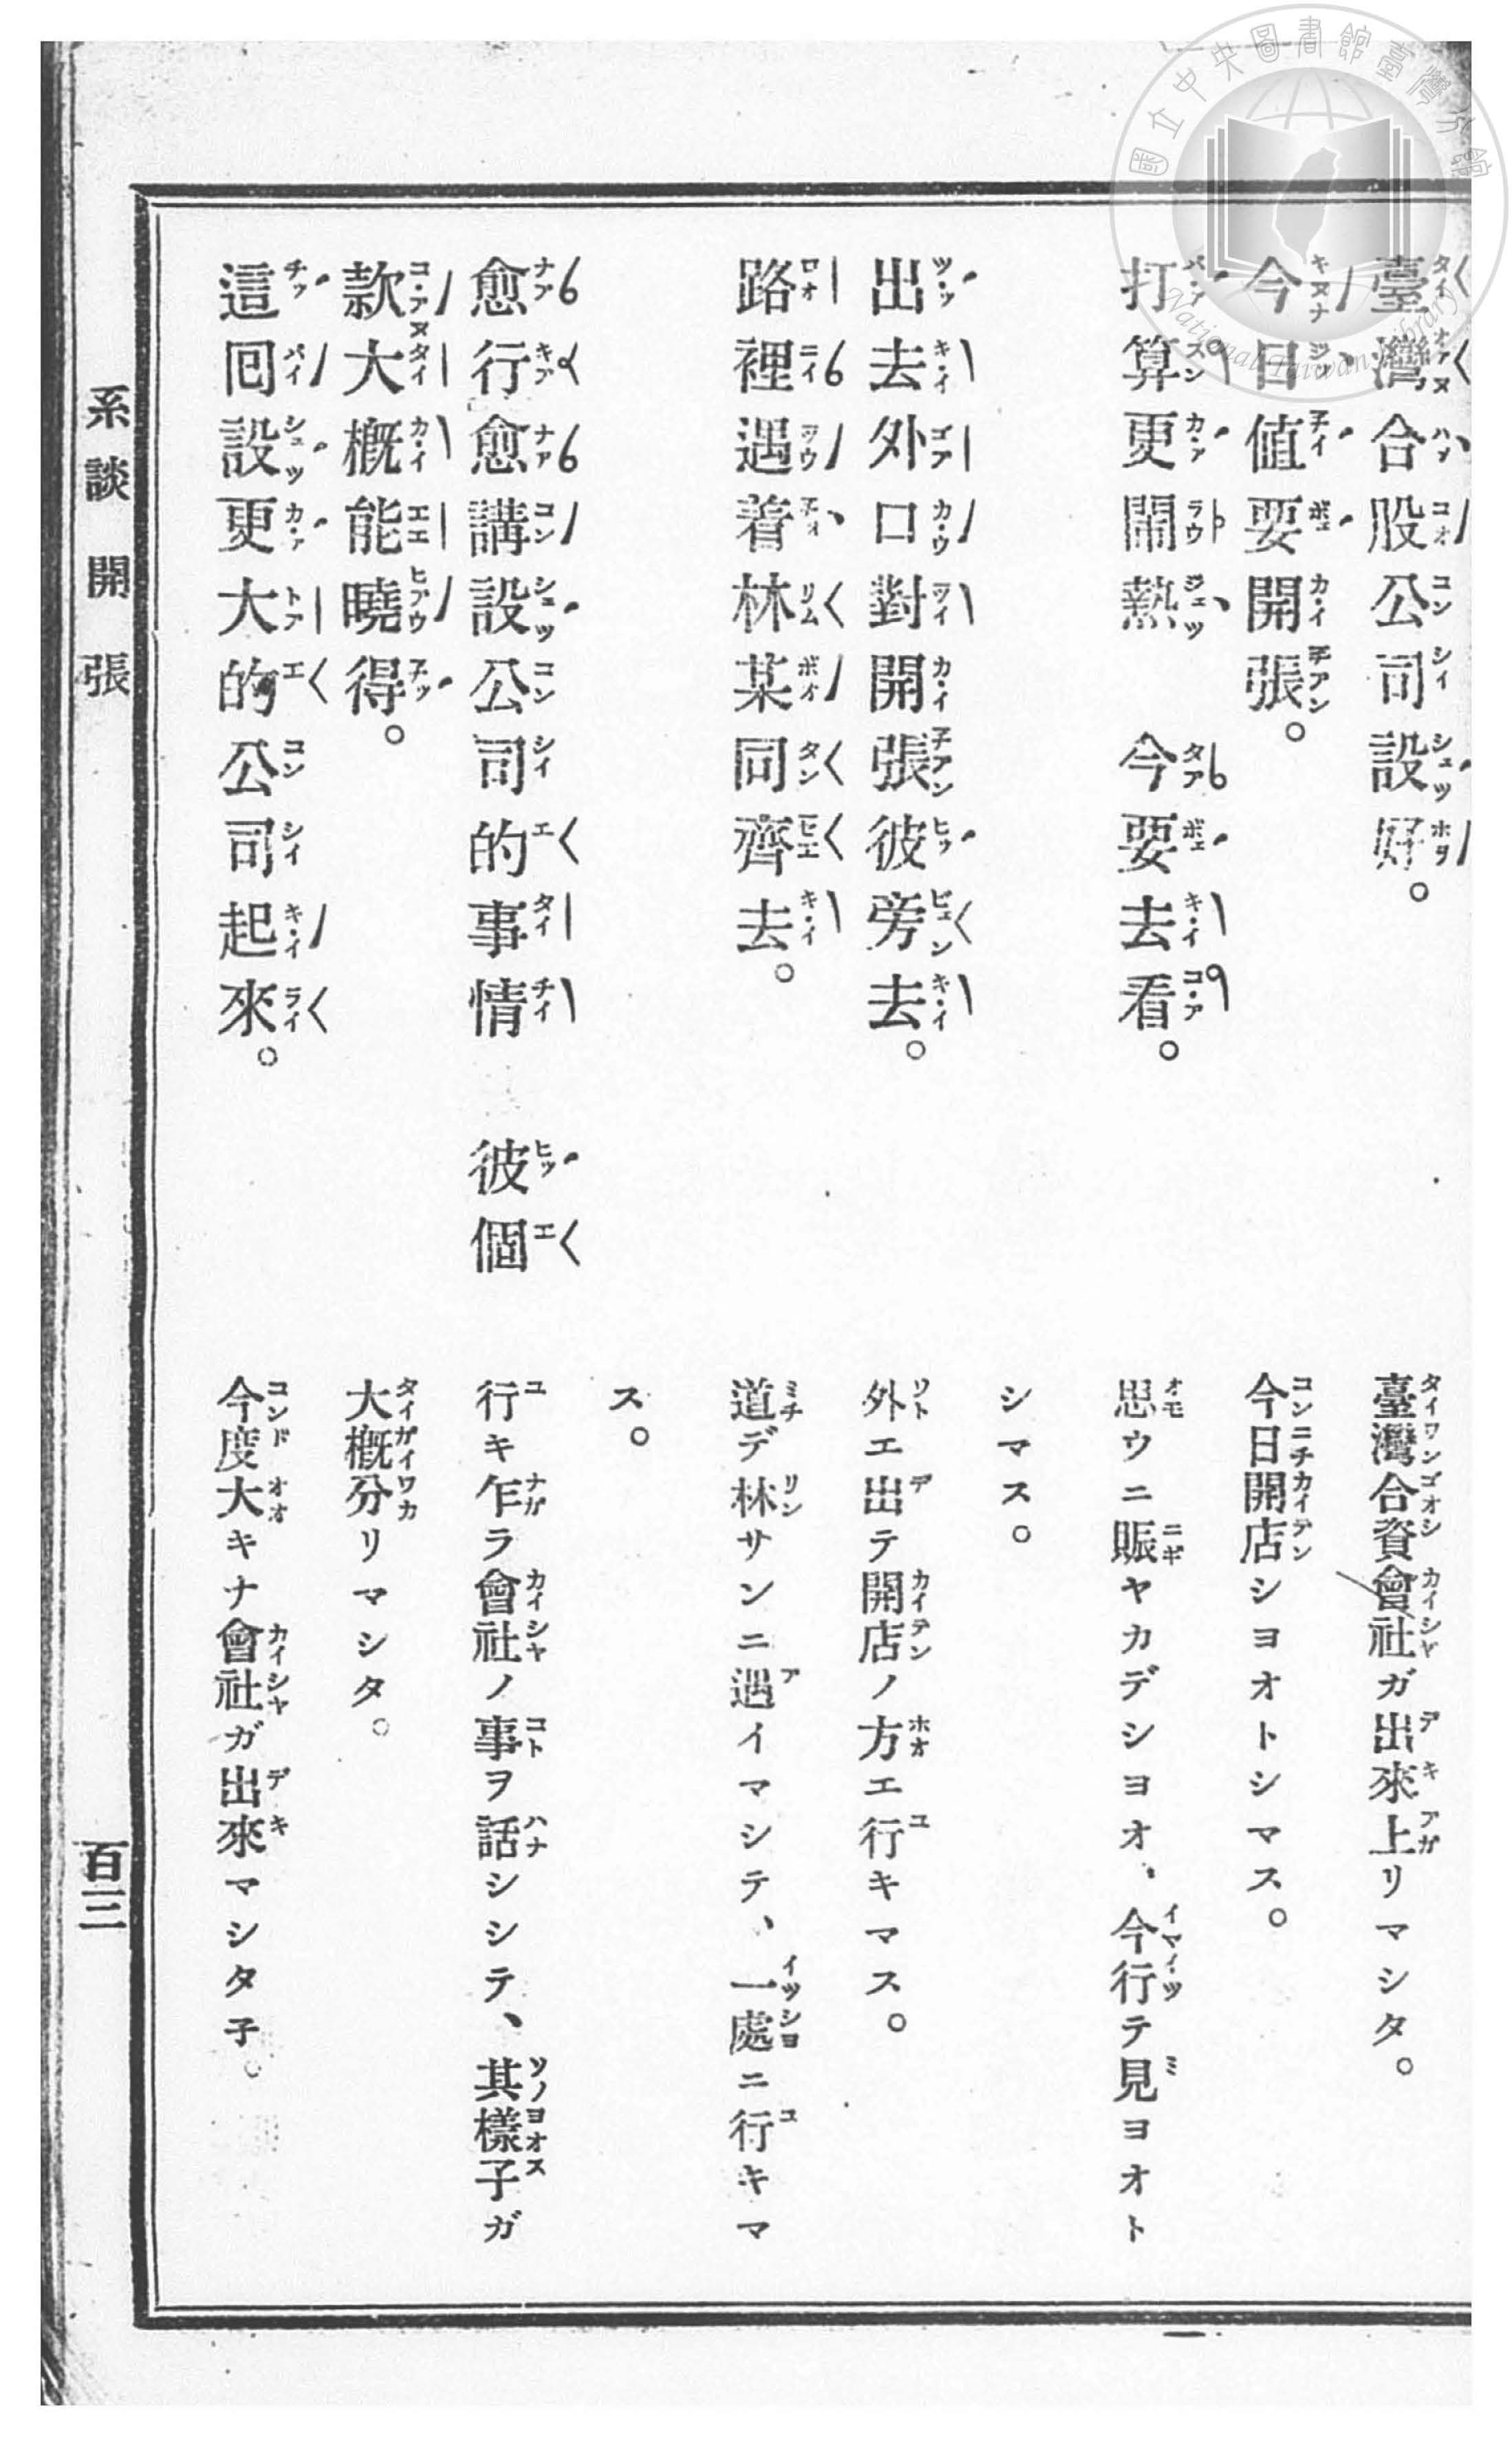 臺灣合股公司設好。
臺灣合資會社ガ出來上リマシタ。
今日値要開張。
今日開店シヨオトシマス。
打算更鬧熱　今要去看。
思ウニ賑ヤカデシヨオ、今行テ見ヨオト
シマス。
出去外口對開張彼旁去。
外エ出テ開店ノ方エ行キマス。
路裡遇着林某同齊去。
道デ林サンニ遇イマシテ、一處ニ行キマ
ス。
愈行愈講設公司的事情　彼個
行キ乍ラ會社ノ事ヲ話シシテ、其樣子ガ
款大概能曉得。
大概分リマシタ。
這回設更大的公司起來。
今度大キナ會社ガ出來マシタ子。
系談開張
百三
國立中央圖書館臺灣分館
National Taiwan Library